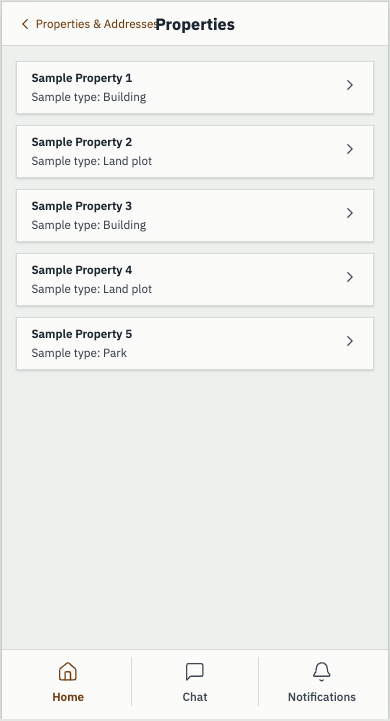 Properties & Addresses
Properties
Sample Property 1
Sample type: Building
Sample Property 2
Sample type: Land plot
Sample Property 3
Sample type: Building
Sample Property 4
Sample type: Land plot
Sample Property 5
Sample type: Park
Home
Chat
Notifications